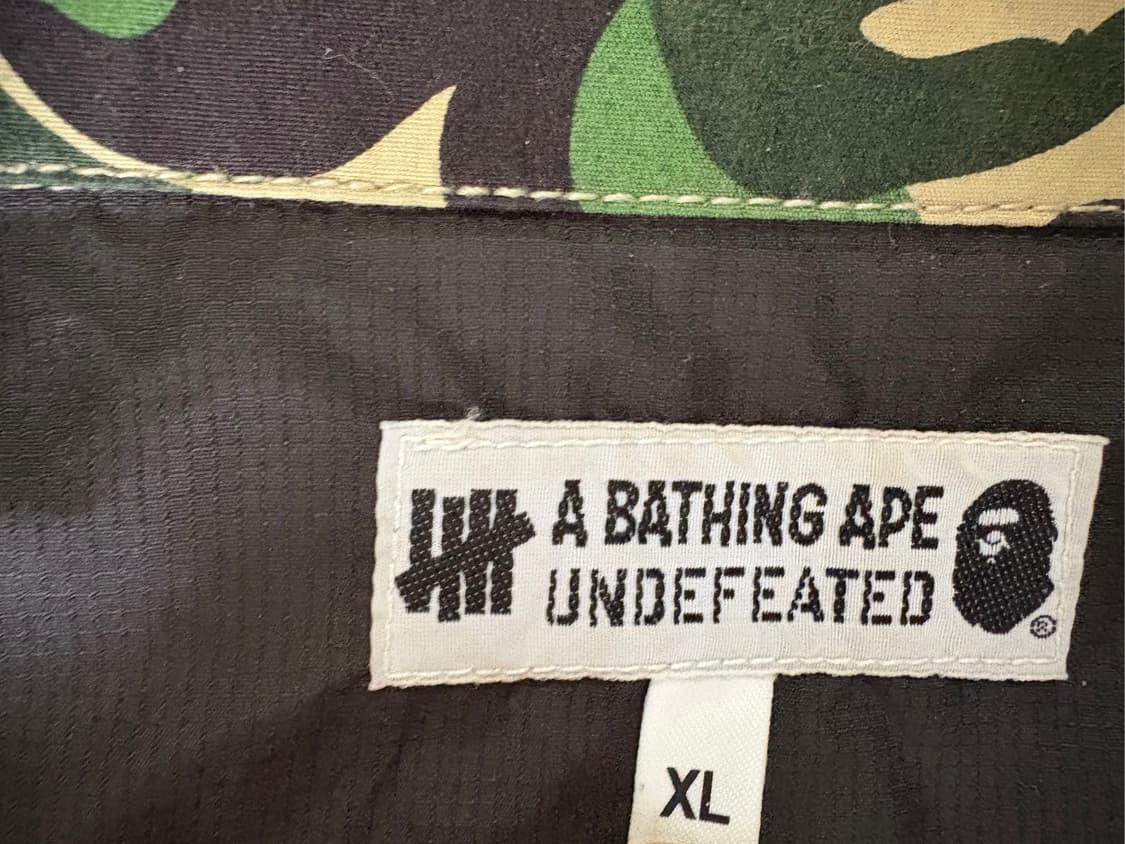 A BATHING APE
UNDEFEATED
®
XL